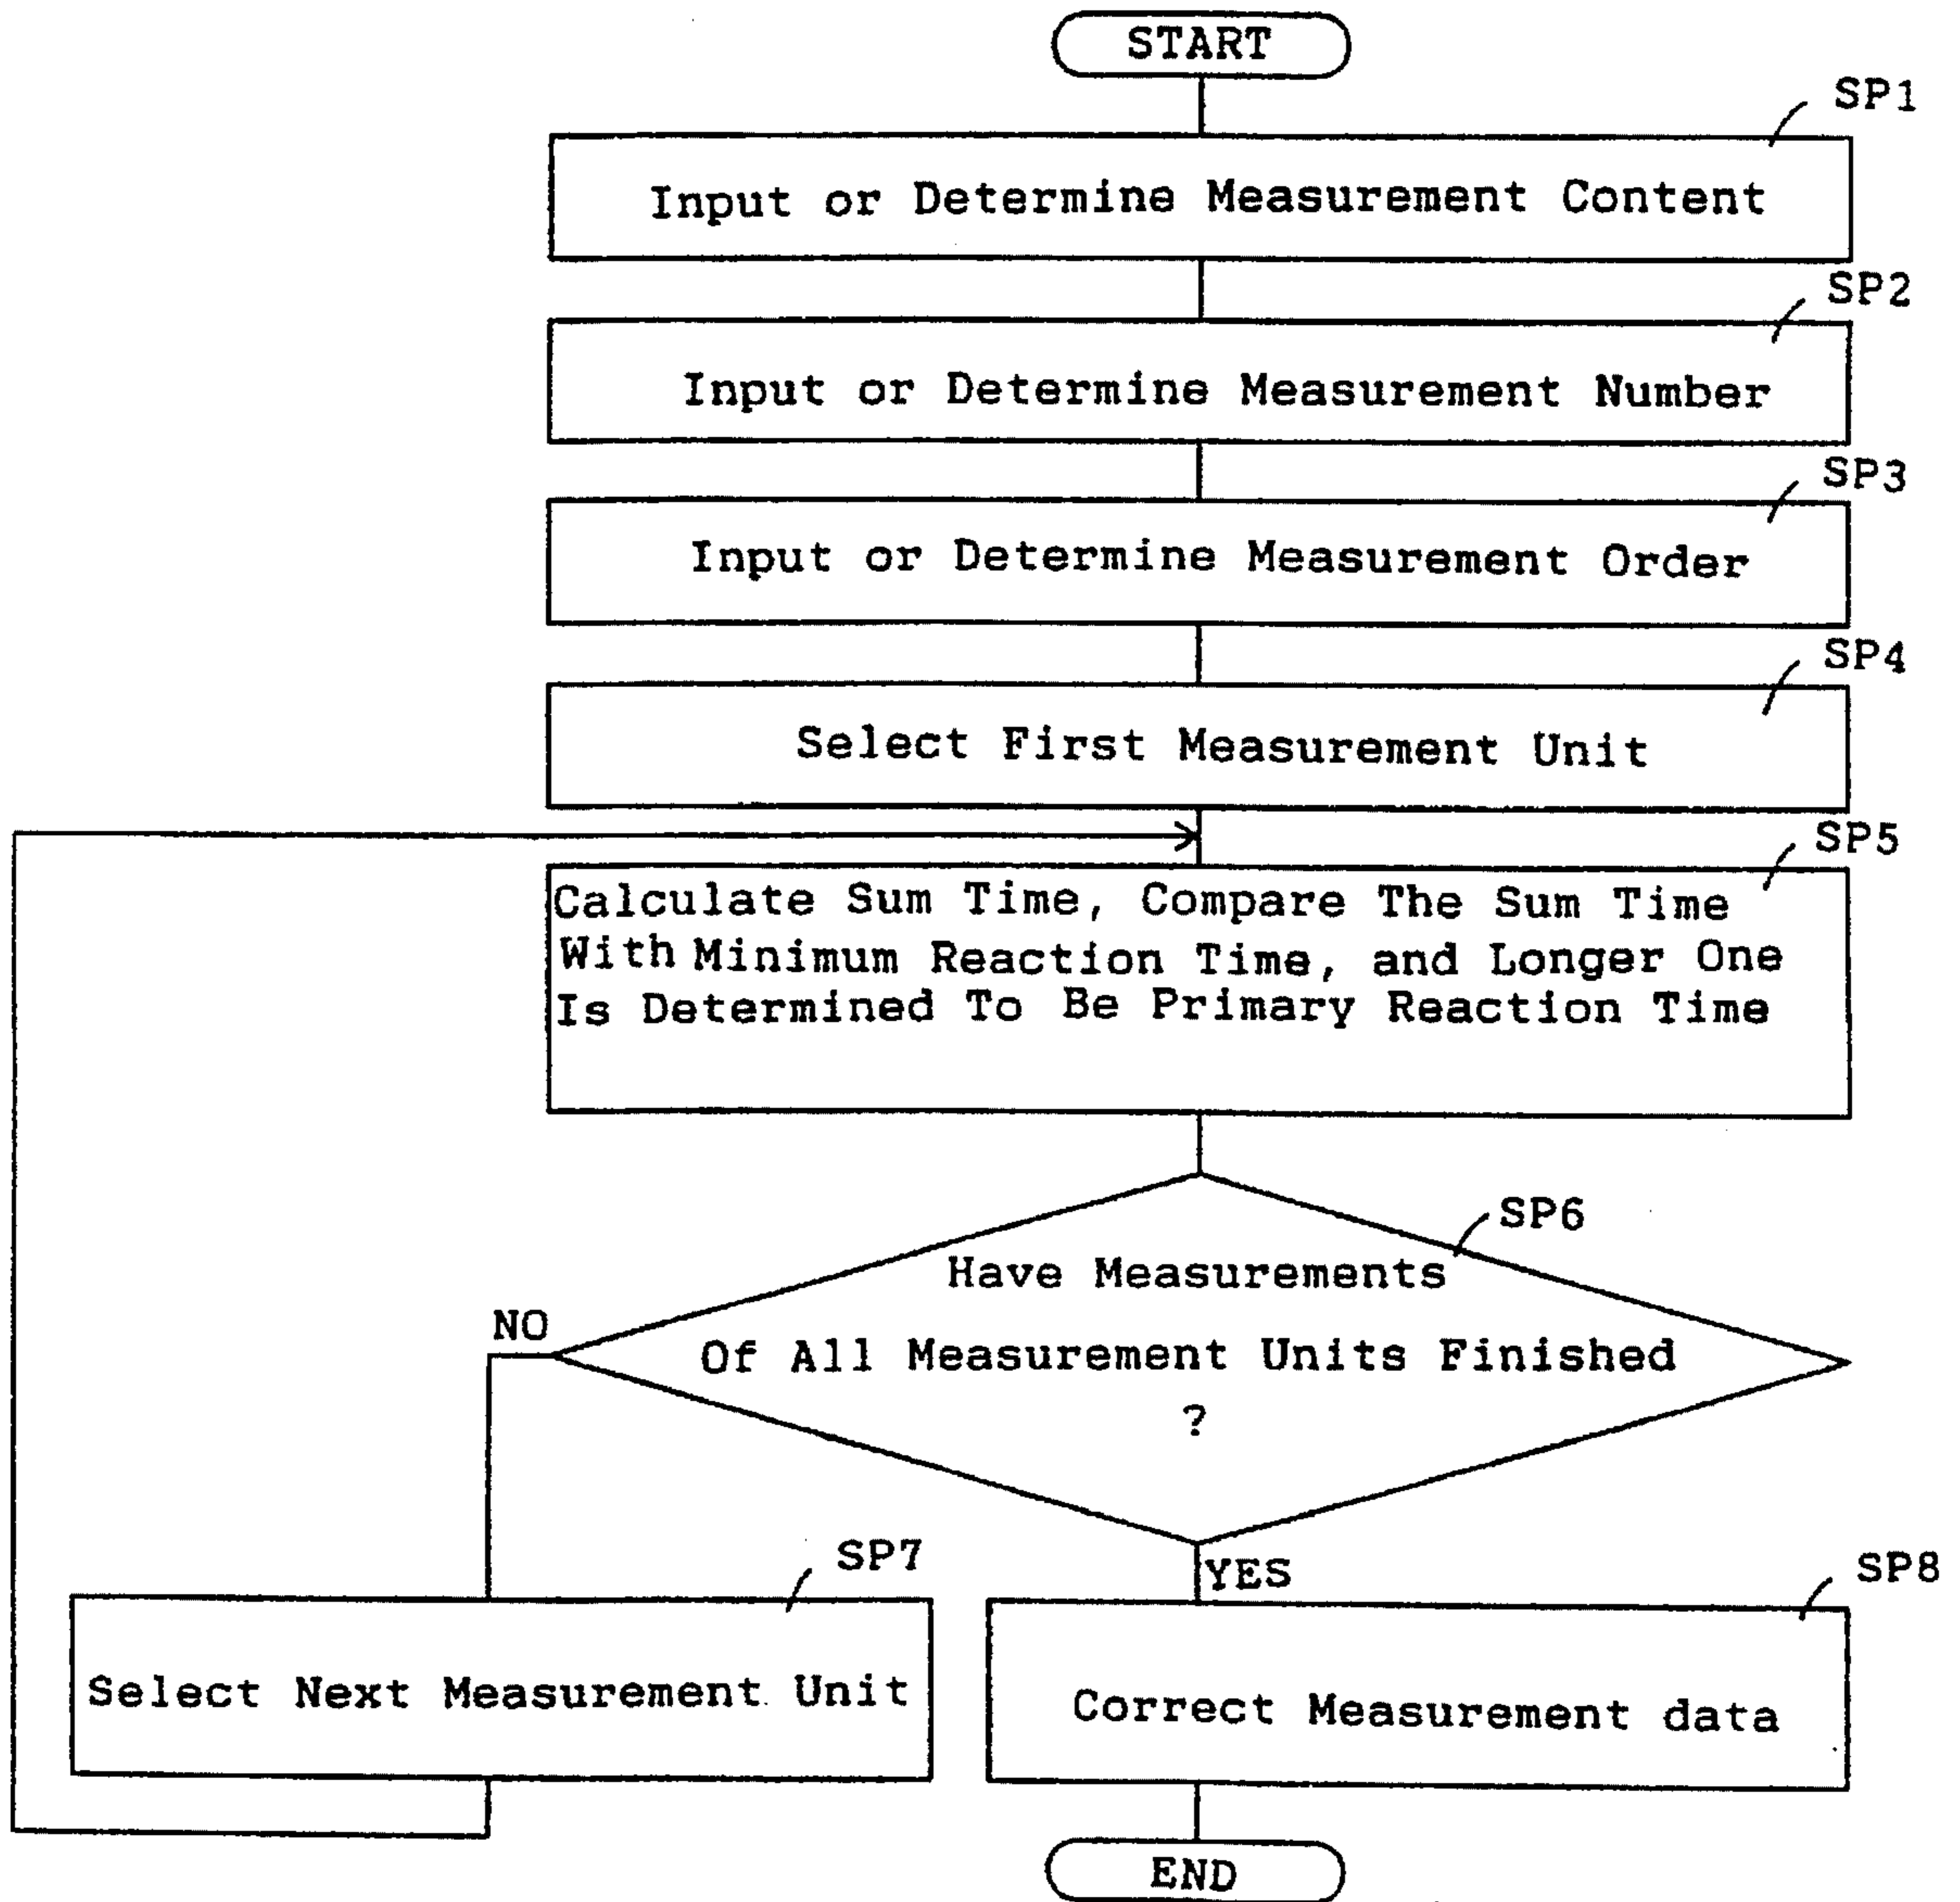 START
SP1
Input or Determine Measurement Content
SP2
Input or Determine Measurement Number
SP3
Input or Determine Measurement Order
SP4
Select First Measurement Unit
SP5
Calculate Sum Time, Compare The Sum Time
With Minimum Reaction Time, and Longer One
Is Determined To Be Primary Reaction Time
SP6
Have Measurements
Of All Measurement Units Finished
?
NO
YES
SP7
Select Next Measurement Unit
SP8
Correct Measurement data
END